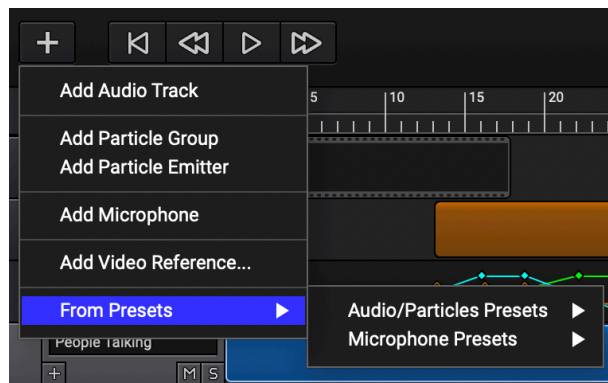 Add Audio Track
5 10 15 20
Add Particle Group
Add Particle Emitter
Add Microphone
Add Video Reference...
From Presets
Audio/Particles Presets
Microphone Presets
People Talking
M S